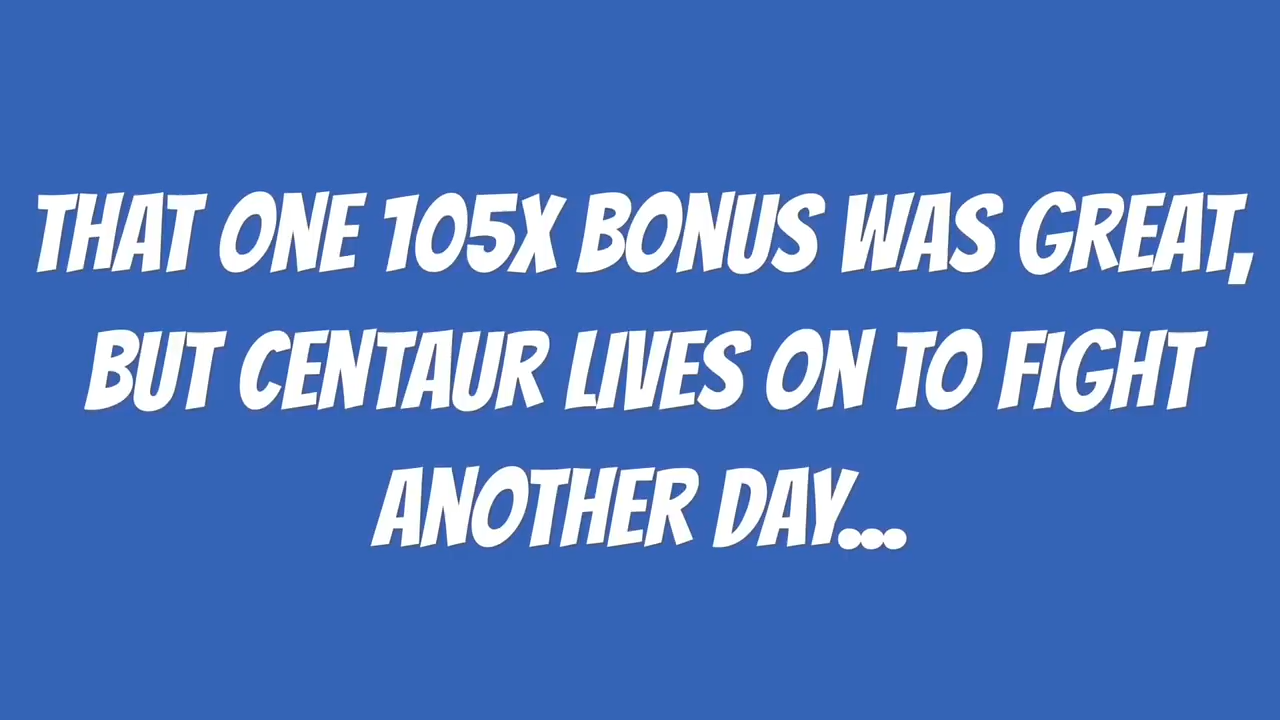 THAT ONE 105X BONUS WAS GREAT,
BUT CENTAUR LIVES ON TO FIGHT
ANOTHER DAY...